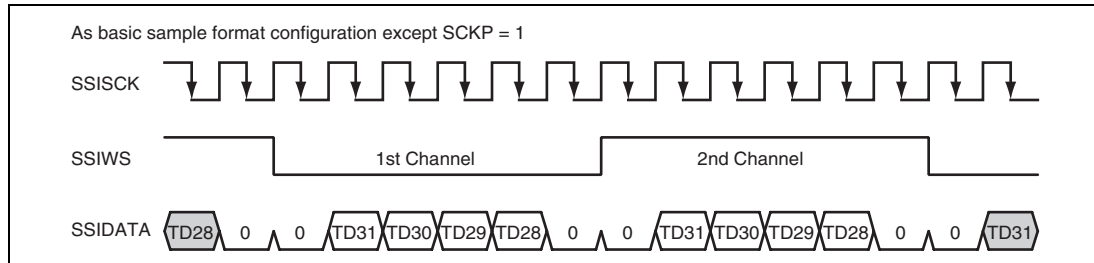 As basic sample format configuration except SCKP = 1
SSISCK
SSIWS 1st Channel 2nd Channel
SSIDATA TD28 0 0 TD31 TD30 TD29 TD28 0 0 TD31 TD30 TD29 TD28 0 0 TD31